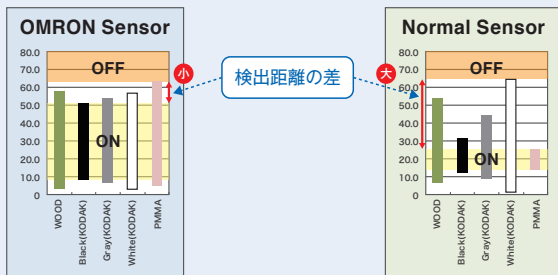 OMRON Sensor
80.0
70.0
60.0
50.0
40.0
30.0
20.0
10.0
0
OFF
ON
小
WOOD
Black(KODAK)
Gray(KODAK)
White(KODAK)
PMMA
検出距離の差
Normal Sensor
80.0
70.0
60.0
50.0
40.0
30.0
20.0
10.0
0
大
OFF
ON
WOOD
Black(KODAK)
Gray(KODAK)
White(KODAK)
PMMA